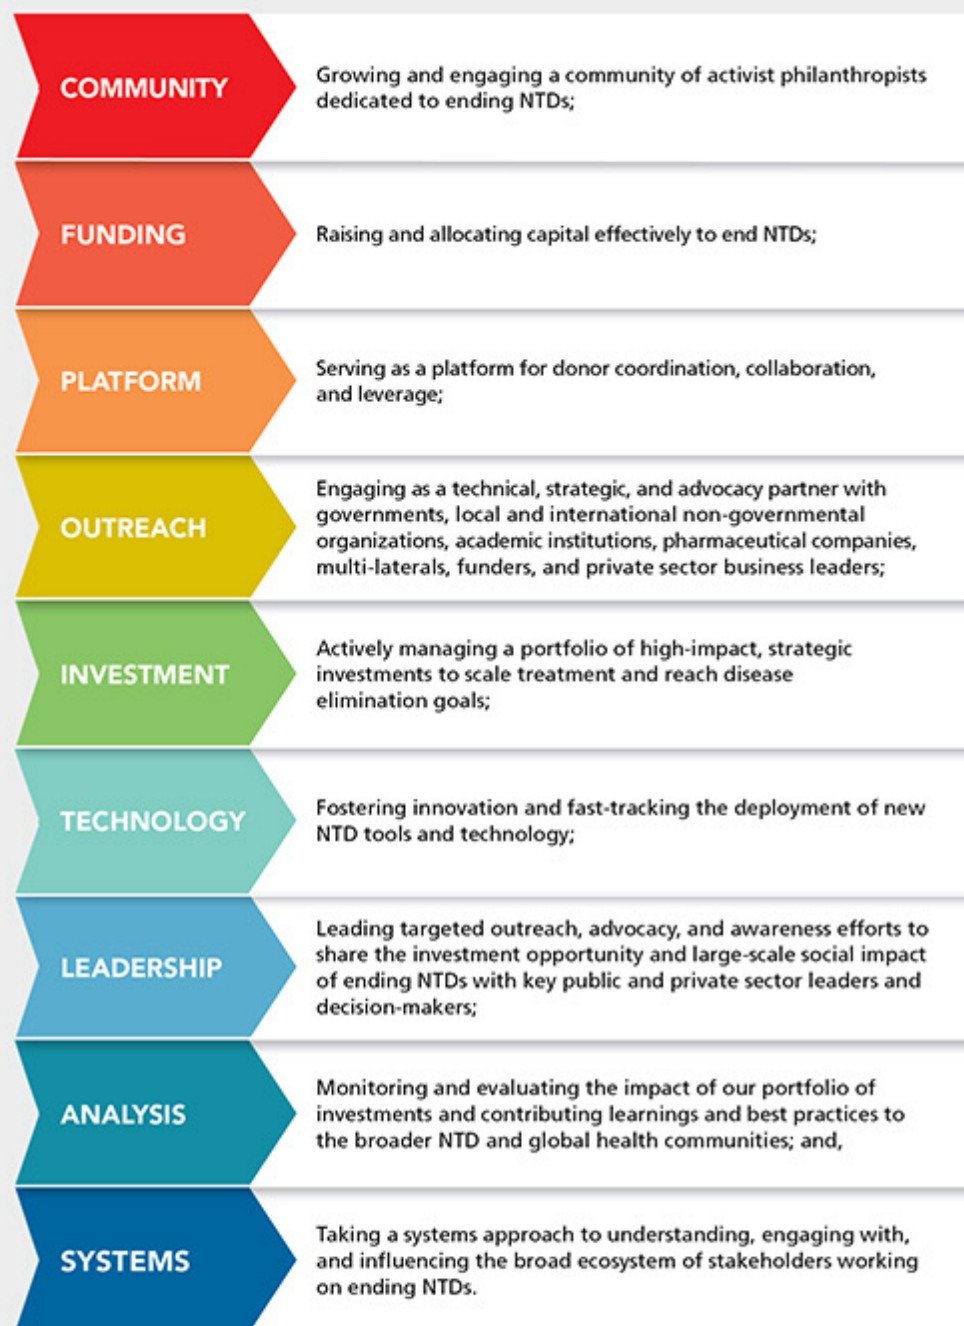 COMMUNITY
Growing and engaging a community of activist philanthropists
dedicated to ending NTDs;
FUNDING
Raising and allocating capital effectively to end NTDs;
PLATFORM
Serving as a platform for donor coordination, collaboration,
and leverage;
OUTREACH
Engaging as a technical, strategic, and advocacy partner with
governments, local and international non-governmental
organizations, academic institutions, pharmaceutical companies,
multi-laterals, funders, and private sector business leaders;
INVESTMENT
Actively managing a portfolio of high-impact, strategic
investments to scale treatment and reach disease
elimination goals;
TECHNOLOGY
Fostering innovation and fast-tracking the deployment of new
NTD tools and technology;
LEADERSHIP
Leading targeted outreach, advocacy, and awareness efforts to
share the investment opportunity and large-scale social impact
of ending NTDs with key public and private sector leaders and
decision-makers;
ANALYSIS
Monitoring and evaluating the impact of our portfolio of
investments and contributing learnings and best practices to
the broader NTD and global health communities; and,
SYSTEMS
Taking a systems approach to understanding, engaging with,
and influencing the broad ecosystem of stakeholders working
on ending NTDs.